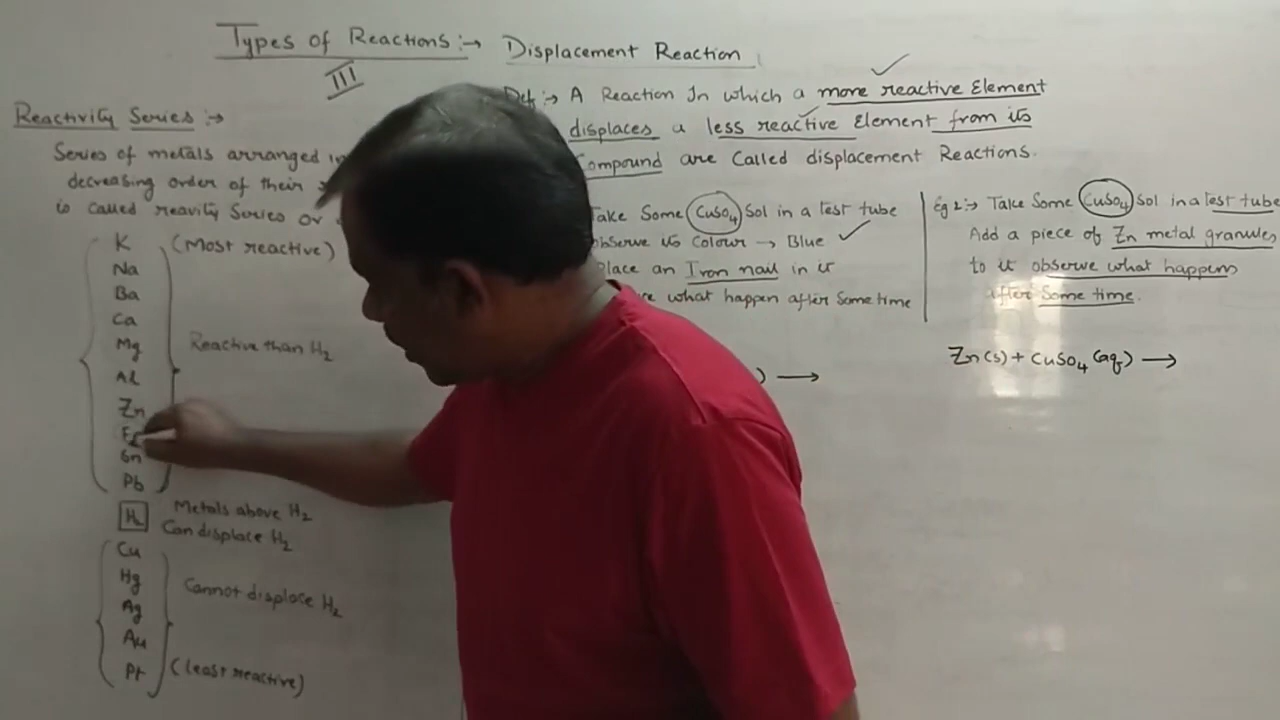 Types of Reactions :→ Displacement Reaction
III
Reactivity Series :→
Series of metals arranged in
decreasing order of their
is called reavity Series or
K (Most reactive)
Na
Ba
Ca
Mg Reactive than H₂
Al
Zn
Fe
Sn
Pb
H₂ Metals above H₂
Can displace H₂
Cu
Hg Cannot displace H₂
Ag
Au
Pt (least reactive)
Def :→ A Reaction In which a more reactive Element
displaces a less reactive Element from its
Compound are Called displacement Reactions.
Take Some CuSO₄ Sol in a test tube
observe its Colour → Blue
Place an Iron nail in it
what happen after Some time
) →
Eg 2 :→ Take Some CuSO₄ Sol in a test tube
Add a piece of Zn metal granules
to it observe what happens
after Some time.
Zn(s) + CuSO₄ (aq) →